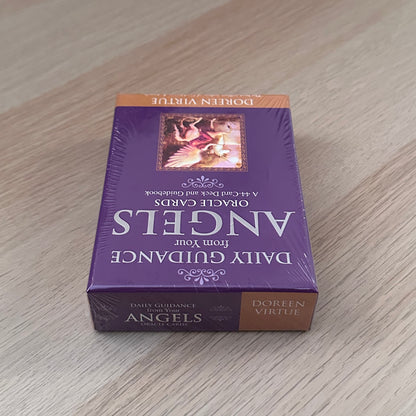 DAILY GUIDANCE
from Your
ANGELS
ORACLE CARDS
A 44-Card Deck and Guidebook
DOREEN VIRTUE
DAILY GUIDANCE
from Your
ANGELS
ORACLE CARDS
DOREEN
VIRTUE